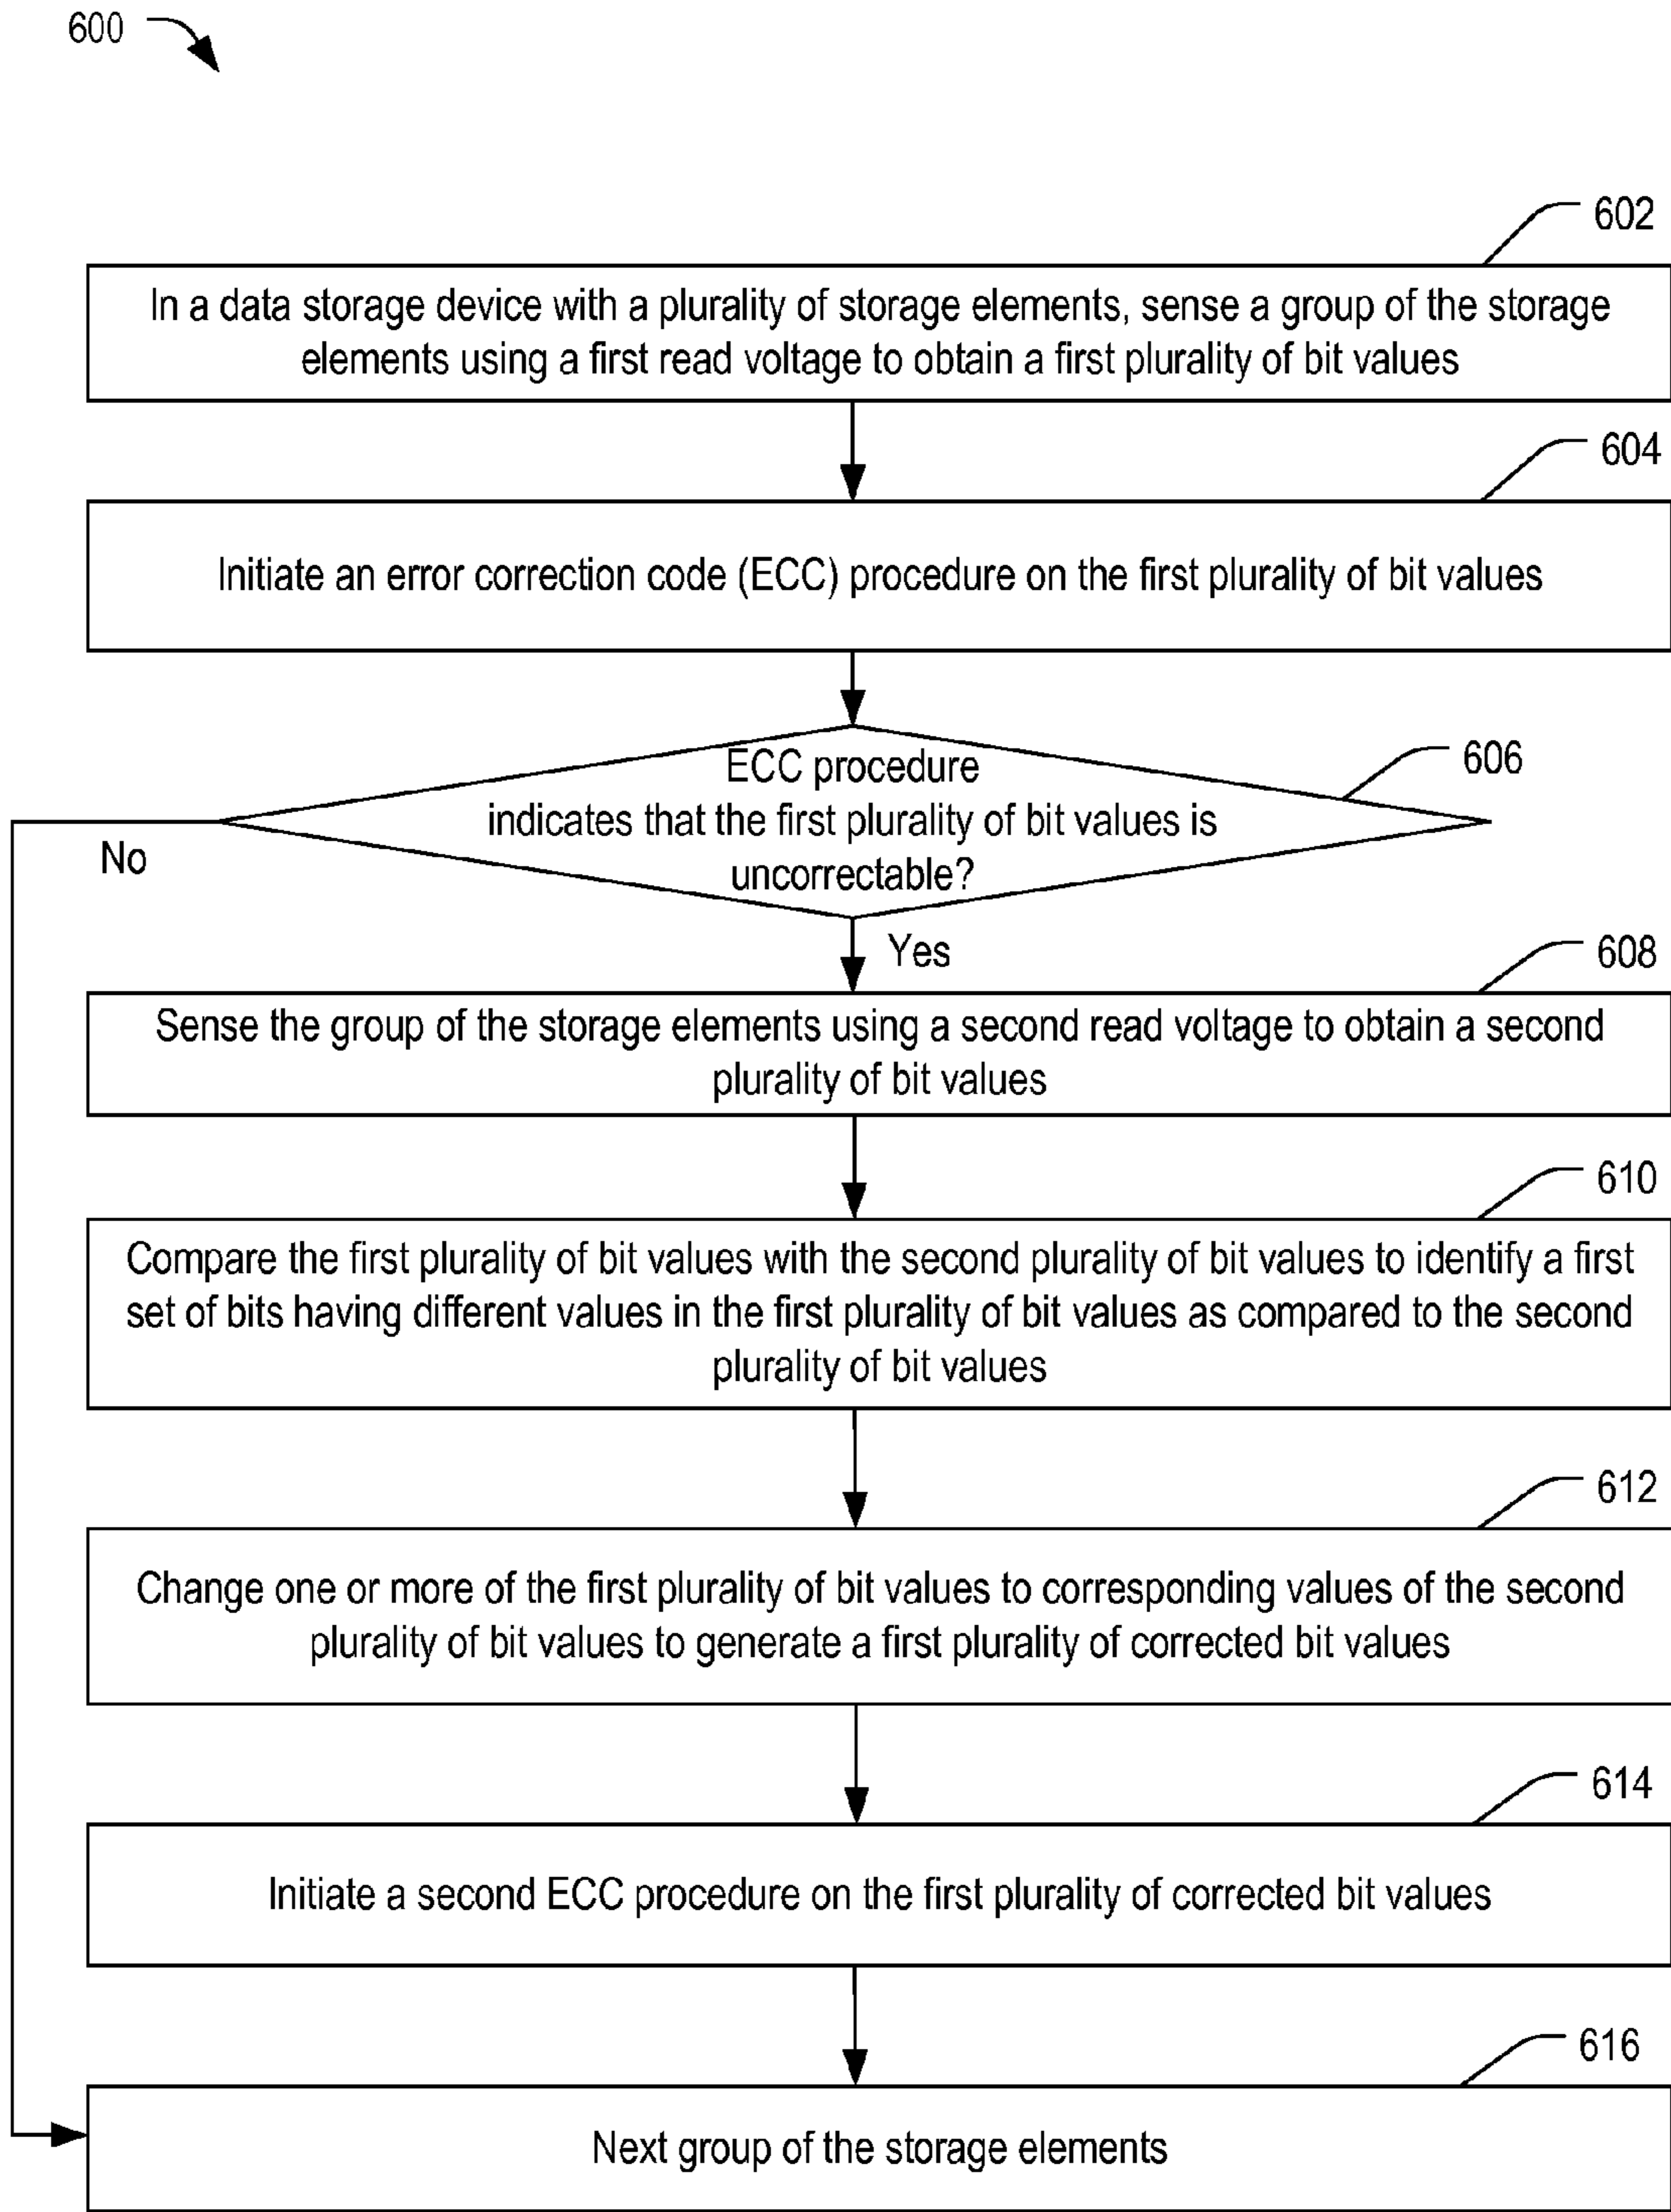 600
602
In a data storage device with a plurality of storage elements, sense a group of the storage
elements using a first read voltage to obtain a first plurality of bit values
604
Initiate an error correction code (ECC) procedure on the first plurality of bit values
606
ECC procedure
indicates that the first plurality of bit values is
uncorrectable?
No
Yes
608
Sense the group of the storage elements using a second read voltage to obtain a second
plurality of bit values
610
Compare the first plurality of bit values with the second plurality of bit values to identify a first
set of bits having different values in the first plurality of bit values as compared to the second
plurality of bit values
612
Change one or more of the first plurality of bit values to corresponding values of the second
plurality of bit values to generate a first plurality of corrected bit values
614
Initiate a second ECC procedure on the first plurality of corrected bit values
616
Next group of the storage elements